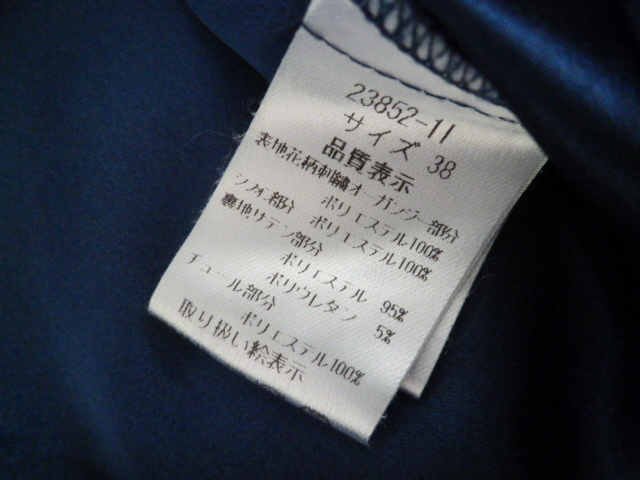 23852-11
サイズ 38
品質表示
表地花柄刺繍オーガンジー部分
ポリエステル100%
シフォン部分 ポリエステル100%
裏地サテン部分
ポリエステル 95%
ポリウレタン 5%
チュール部分
ポリエステル100%
取り扱い絵表示